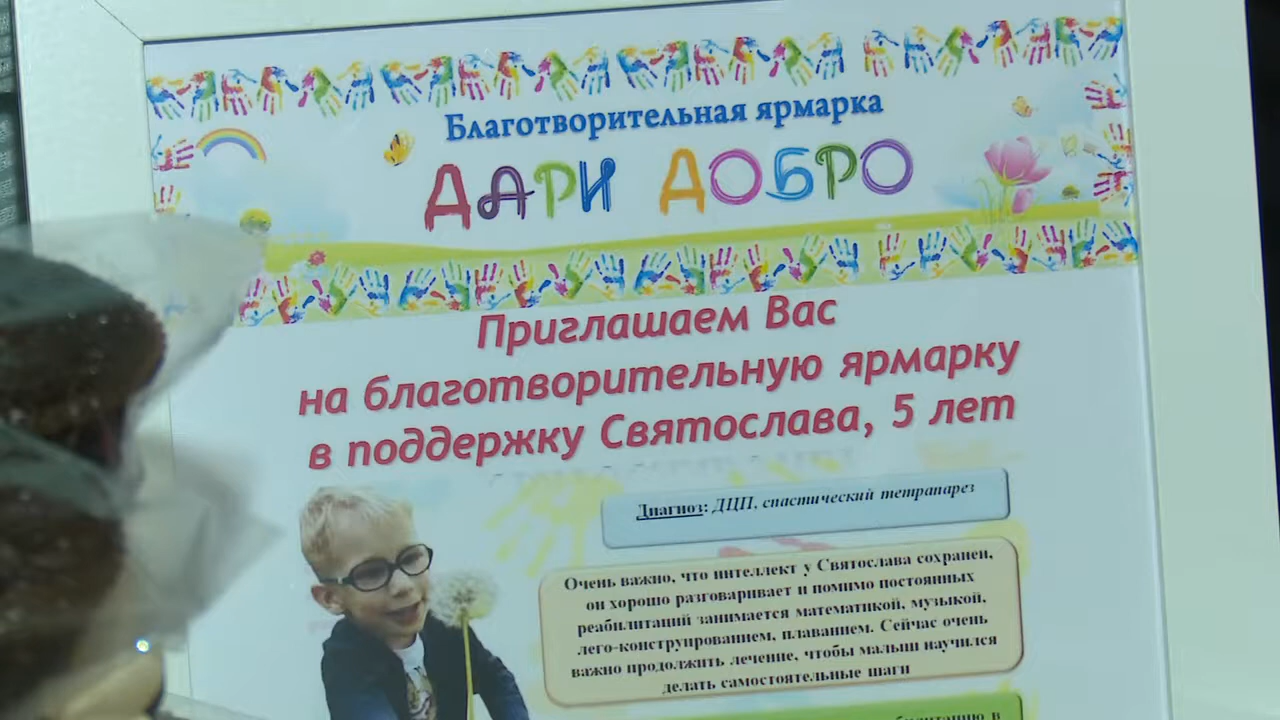 Благотворительная ярмарка
ДАРИ ДОБРО
Приглашаем Вас
на благотворительную ярмарку
в поддержку Святослава, 5 лет
Диагноз: ДЦП, спастический тетрапарез
Очень важно, что интеллект у Святослава сохранен,
он хорошо разговаривает и помимо постоянных
реабилитаций занимается математикой, музыкой,
лего-конструированием, плаванием. Сейчас очень
важно продолжить лечение, чтобы малыш научился
делать самостоятельные шаги